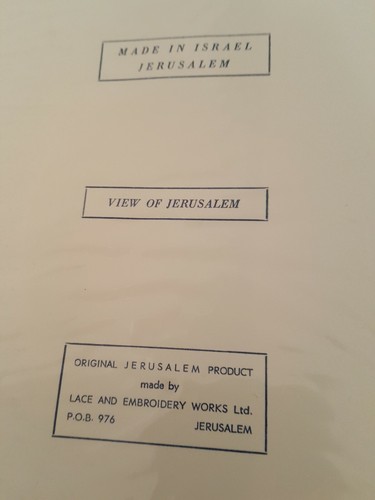 MADE IN ISRAEL
JERUSALEM
VIEW OF JERUSALEM
ORIGINAL JERUSALEM PRODUCT
made by
LACE AND EMBROIDERY WORKS Ltd.
P.O.B. 976 JERUSALEM